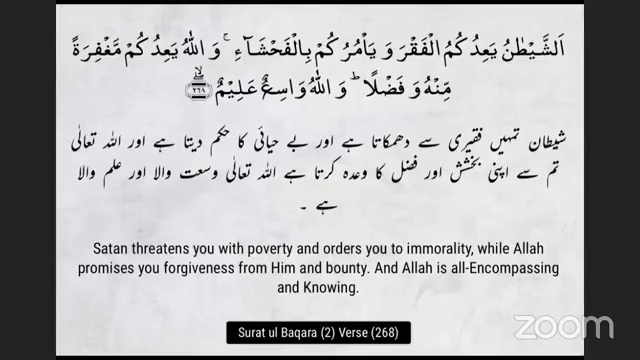 اَلشَّيْطٰنُ يَعِدُكُمُ الْفَقْرَ وَ يَاْمُرُكُمْ بِالْفَحْشَآءِ ۚ وَ اللّٰهُ يَعِدُكُمْ مَّغْفِرَةً
مِّنْهُ وَ فَضْلًا ؕ وَ اللّٰهُ وَاسِعٌ عَلِيْمٌ ۖۙ۝۲۶۸
شیطان تمہیں فقیری سے دھمکاتا ہے اور بے حیائی کا حکم دیتا ہے اور اللہ تعالٰی
تم سے اپنی بخشش اور فضل کا وعدہ کرتا ہے اللہ تعالٰی وسعت والا اور علم والا
ہے ۔
Satan threatens you with poverty and orders you to immorality, while Allah
promises you forgiveness from Him and bounty. And Allah is all-Encompassing
and Knowing.
Surat ul Baqara (2) Verse (268)
zoom